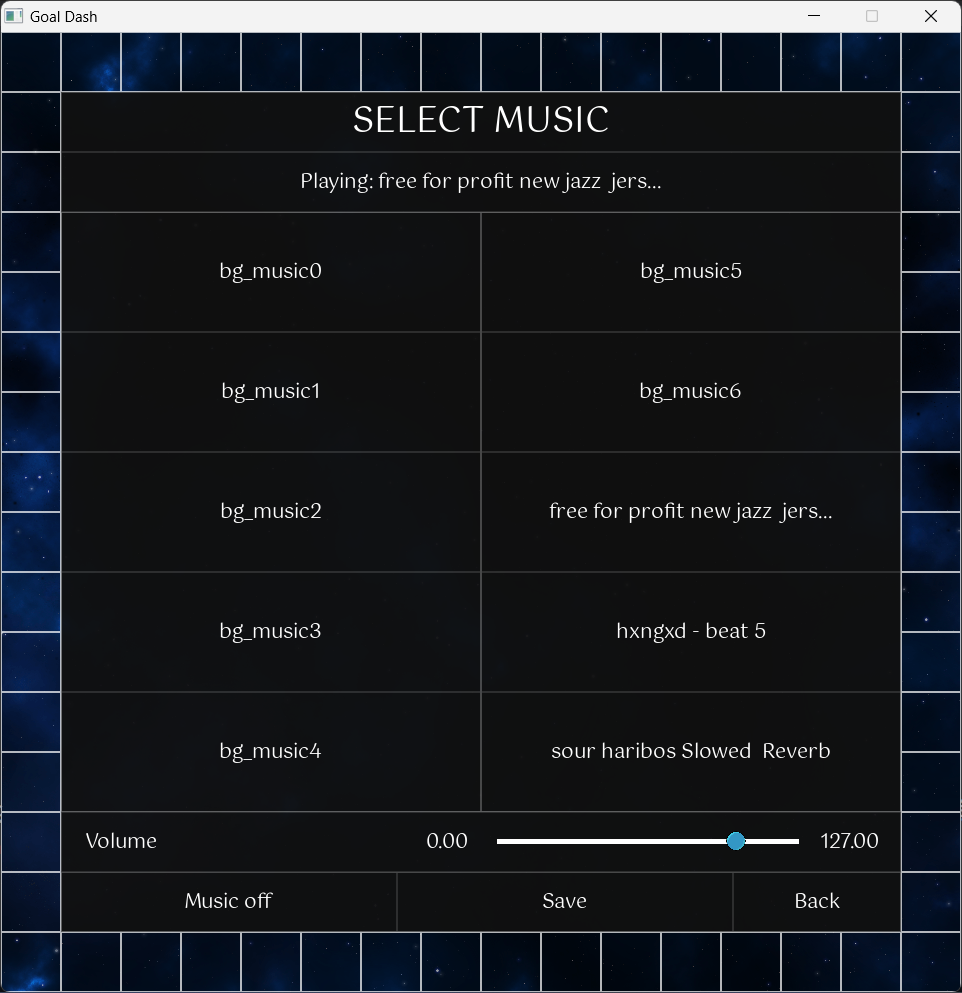 Goal Dash
SELECT MUSIC
Playing: free for profit new jazz  jers...
bg_music0
bg_music5
bg_music1
bg_music6
bg_music2
free for profit new jazz  jers...
bg_music3
hxngxd - beat 5
bg_music4
sour haribos Slowed  Reverb
Volume 0.00 127.00
Music off Save Back